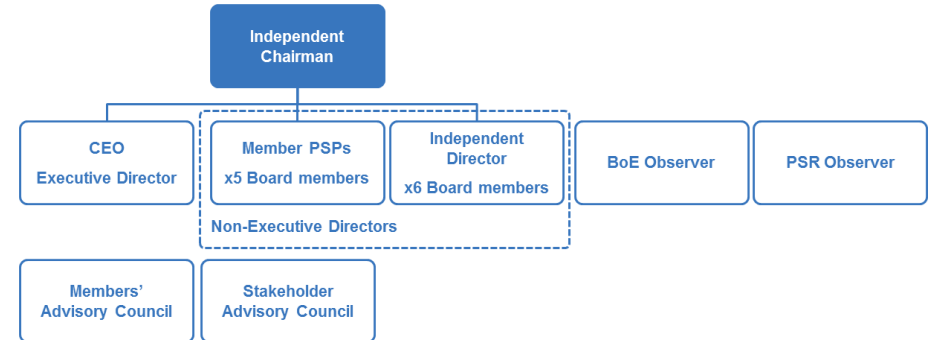 Independent
Chairman
CEO
Executive Director
Member PSPs
x5 Board members
Independent
Director
x6 Board members
BoE Observer
PSR Observer
Non-Executive Directors
Members’
Advisory Council
Stakeholder
Advisory Council